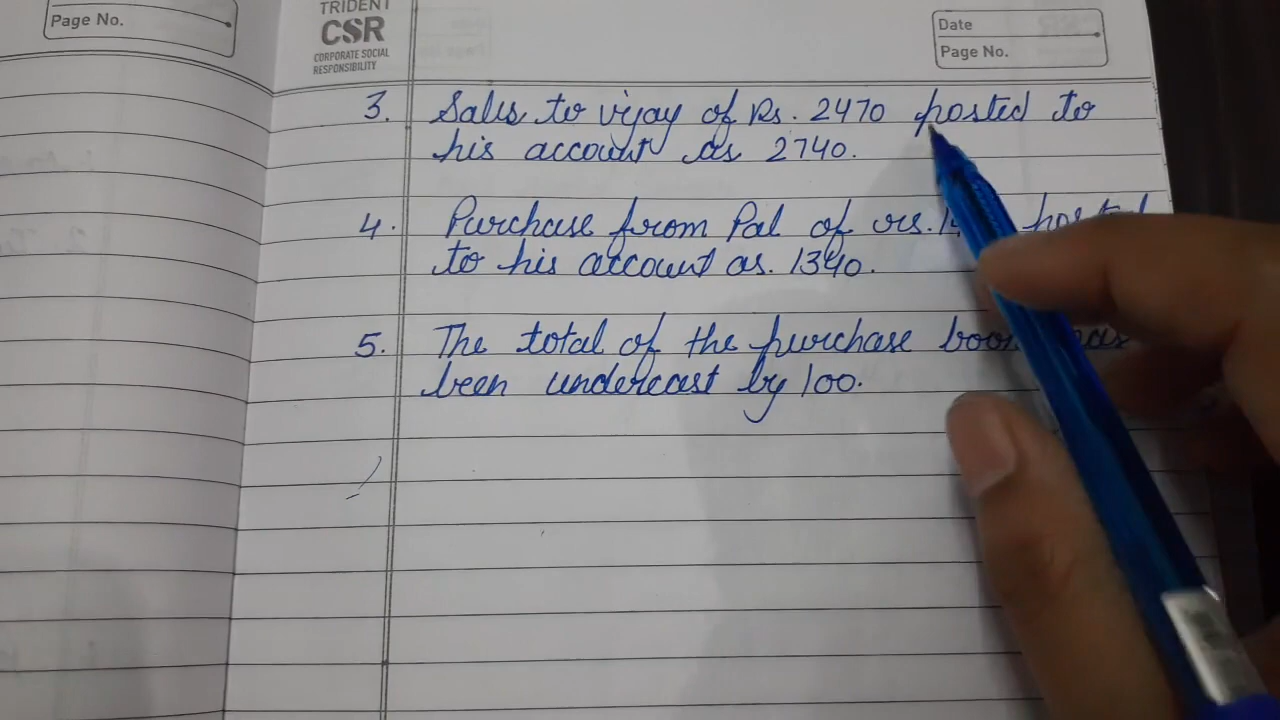 Page No.
TRIDENT
CSR
CORPORATE SOCIAL
RESPONSIBILITY
Date
Page No.
3. Sales to vijay of Rs. 2470 posted to
his account as 2740.
4. Purchase from Pal of rs.
to his account as. 1340.
5. The total of the purchase
been undercast by 100.